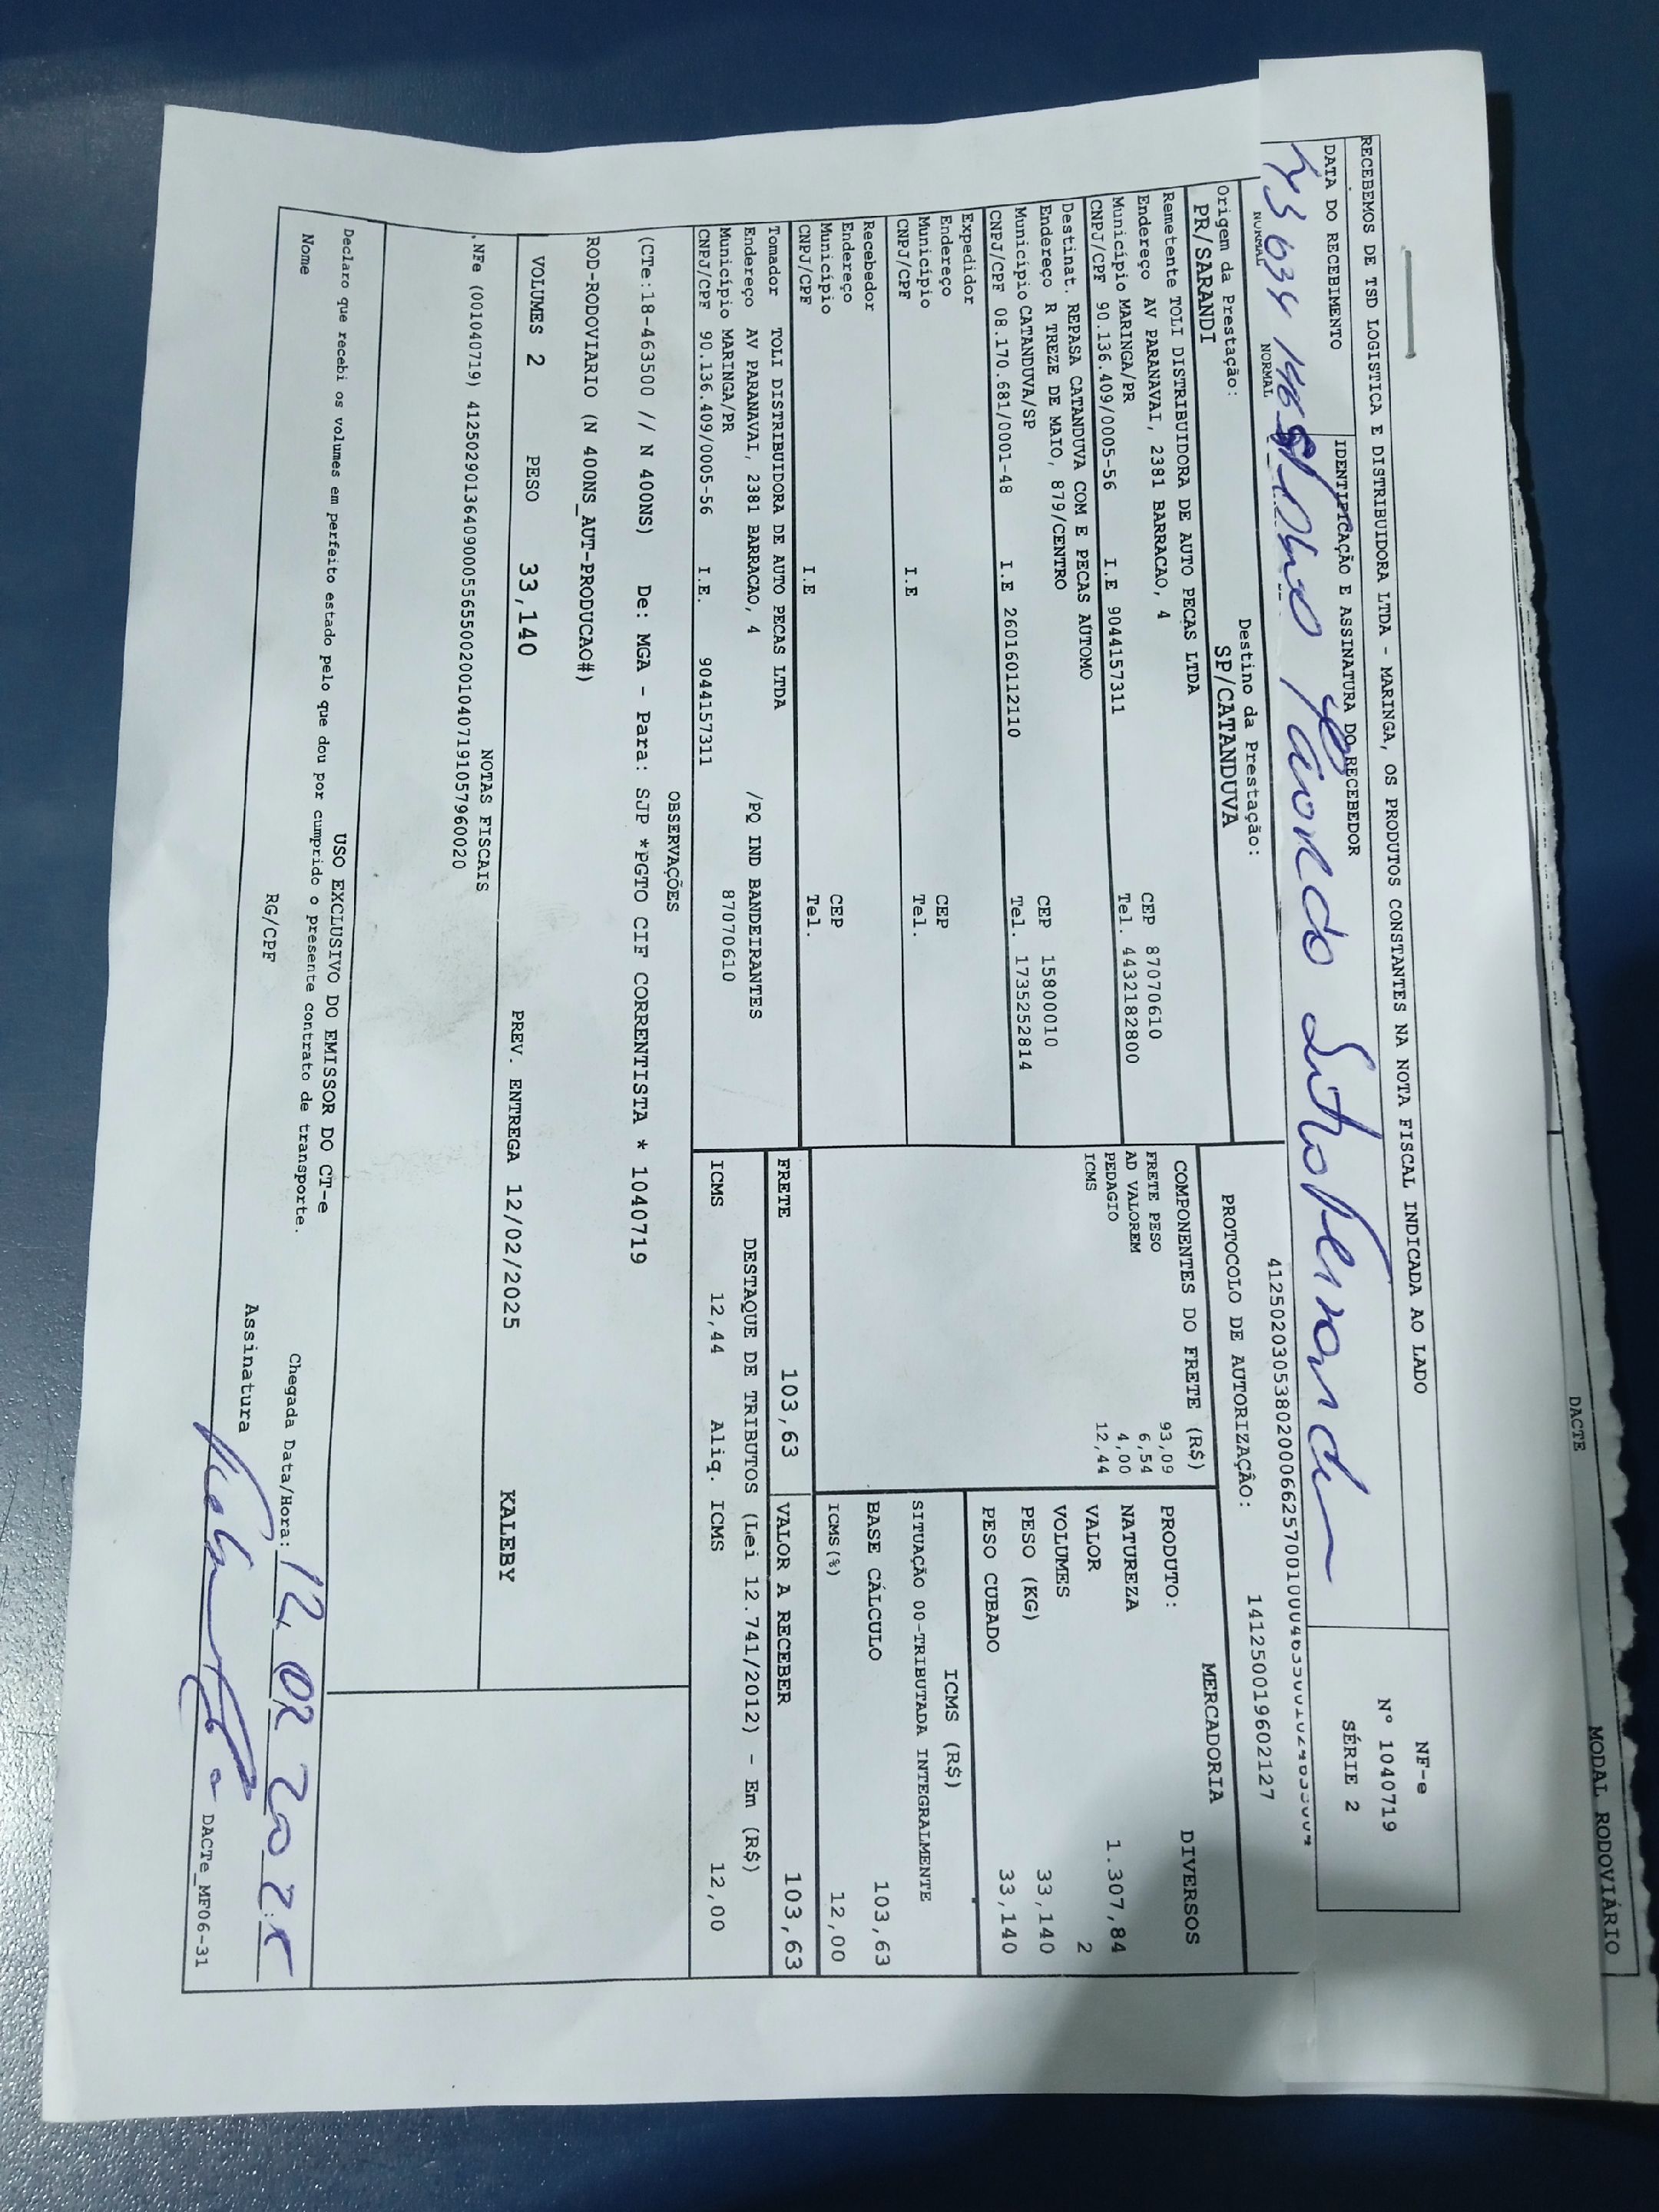 DACTE
MODAL RODOVIÁRIO
RECEBEMOS DE TSD LOGISTICA E DISTRIBUIDORA LTDA - MARINGA, OS PRODUTOS CONSTANTES NA NOTA FISCAL INDICADA AO LADO
NF-e
Nº 1040719
SÉRIE 2
DATA DO RECEBIMENTO
IDENTIFICAÇÃO E ASSINATURA DO RECEBEDOR
NORMAL
NORMAL
PROTOCOLO DE AUTORIZAÇÃO:
141250019602127
Origem da Prestação:
PR/SARANDI
Destino da Prestação:
SP/CATANDUVA
Remetente TOLI DISTRIBUIDORA DE AUTO PECAS LTDA
Endereço AV PARANAVAI, 2381 BARRACAO, 4
CEP 87070610
Município MARINGA/PR
Tel. 4432182800
CNPJ/CPF 90.136.409/0005-56 I.E 9044157311
Destinat. REPASA CATANDUVA COM E PECAS AUTOMO
Endereço R TREZE DE MAIO, 879/CENTRO
CEP 15800010
Município CATANDUVA/SP
Tel. 1735252814
CNPJ/CPF 08.170.681/0001-48 I.E 260160112110
Expedidor
Endereço
CEP
Município
Tel.
CNPJ/CPF I.E
Recebedor
Endereço
CEP
Município
Tel.
CNPJ/CPF I.E
Tomador TOLI DISTRIBUIDORA DE AUTO PECAS LTDA
Endereço AV PARANAVAI, 2381 BARRACAO, 4 /PQ IND BANDEIRANTES
Município MARINGA/PR 87070610
CNPJ/CPF 90.136.409/0005-56 I.E. 9044157311
COMPONENTES DO FRETE (R$)
FRETE PESO 93,09
AD VALOREM 6,54
PEDAGIO 4,00
ICMS 12,44
MERCADORIA
PRODUTO: DIVERSOS
NATUREZA
VALOR 1.307,84
VOLUMES 2
PESO (KG) 33,140
PESO CUBADO 33,140
ICMS (R$)
SITUAÇÃO 00-TRIBUTADA INTEGRALMENTE
BASE CÁLCULO 103,63
ICMS(%) 12,00
FRETE 103,63
VALOR A RECEBER 103,63
DESTAQUE DE TRIBUTOS (Lei 12.741/2012) - Em (R$)
ICMS 12,44 Aliq. ICMS 12,00
OBSERVAÇÕES
(CTe:18-463500 // N 400NS) De: MGA - Para: SJP *PGTO CIF CORRENTISTA * 1040719
ROD-RODOVIARIO (N 400NS_AUT-PRODUCAO#)
VOLUMES 2 PESO 33,140 PREV. ENTREGA 12/02/2025 KALEBY
NOTAS FISCAIS
.NFe (001040719) 41250290136409000556550020010407191057960020
USO EXCLUSIVO DO EMISSOR DO CT-e
Declaro que recebi os volumes em perfeito estado pelo que dou por cumprido o presente contrato de transporte.
Nome
RG/CPF
Assinatura
Chegada Data/Hora: 12 02 2025
DACTe_MF06-31